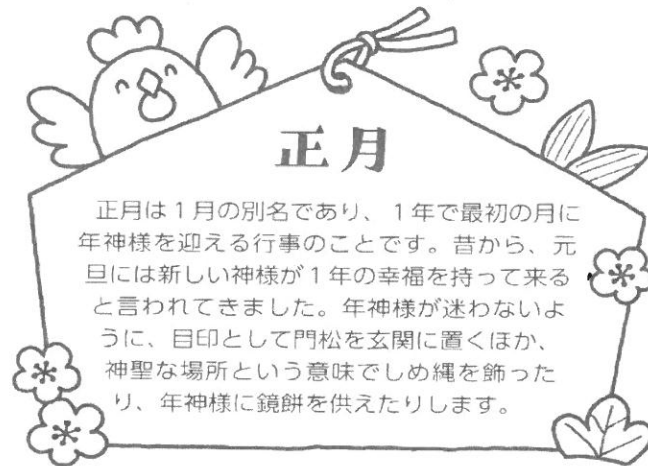 正月
正月は1月の別名であり、1年で最初の月に
年神様を迎える行事のことです。昔から、元
旦には新しい神様が1年の幸福を持って来る
と言われてきました。年神様が迷わないよ
うに、目印として門松を玄関に置くほか、
神聖な場所という意味でしめ縄を飾った
り、年神様に鏡餅を供えたりします。